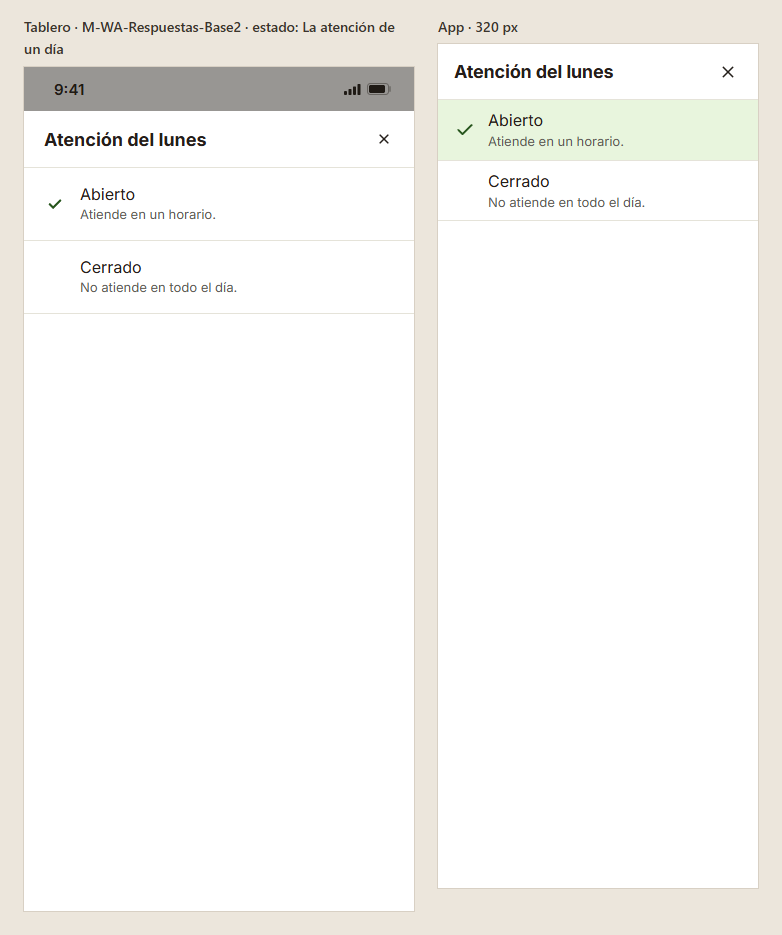 Tablero · M-WA-Respuestas-Base2 · estado: La atención de
un día
9:41
Atención del lunes
Abierto
Atiende en un horario.
Cerrado
No atiende en todo el día.
App · 320 px
Atención del lunes
Abierto
Atiende en un horario.
Cerrado
No atiende en todo el día.